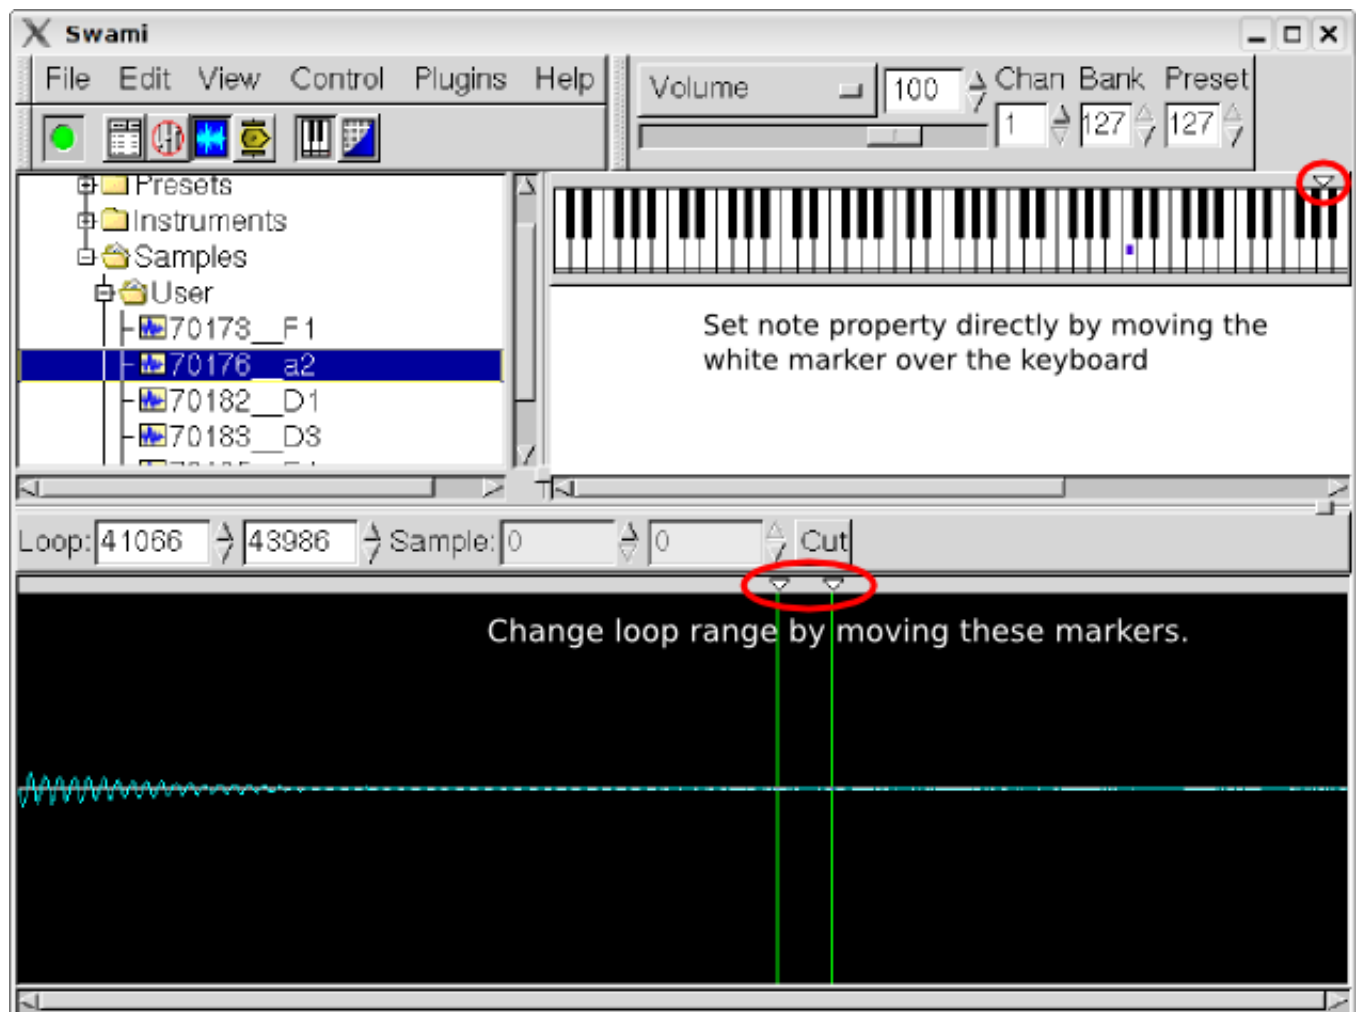 Swami
File Edit View Control Plugins Help
Volume 100 Chan Bank Preset
1 127 127
Presets
Instruments
Samples
User
70173__F1
70176__a2
70182__D1
70183__D3
Set note property directly by moving the
white marker over the keyboard
Loop: 41066 43986 Sample: 0 0 Cut
Change loop range by moving these markers.